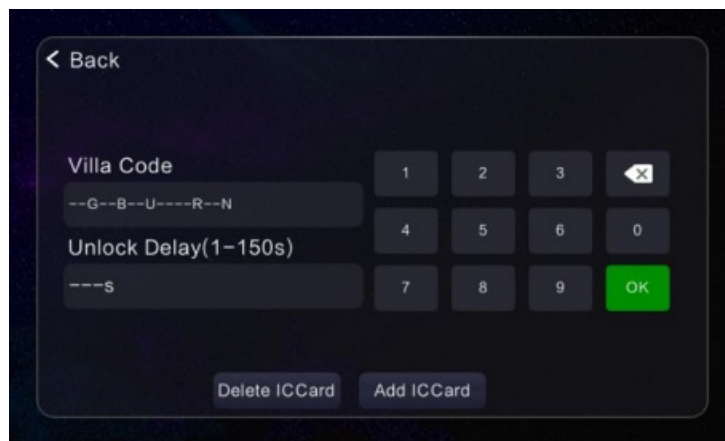 < Back
Villa Code
--G--B--U----R--N
Unlock Delay(1-150s)
---s
1 2 3
4 5 6 0
7 8 9 OK
Delete ICCard Add ICCard